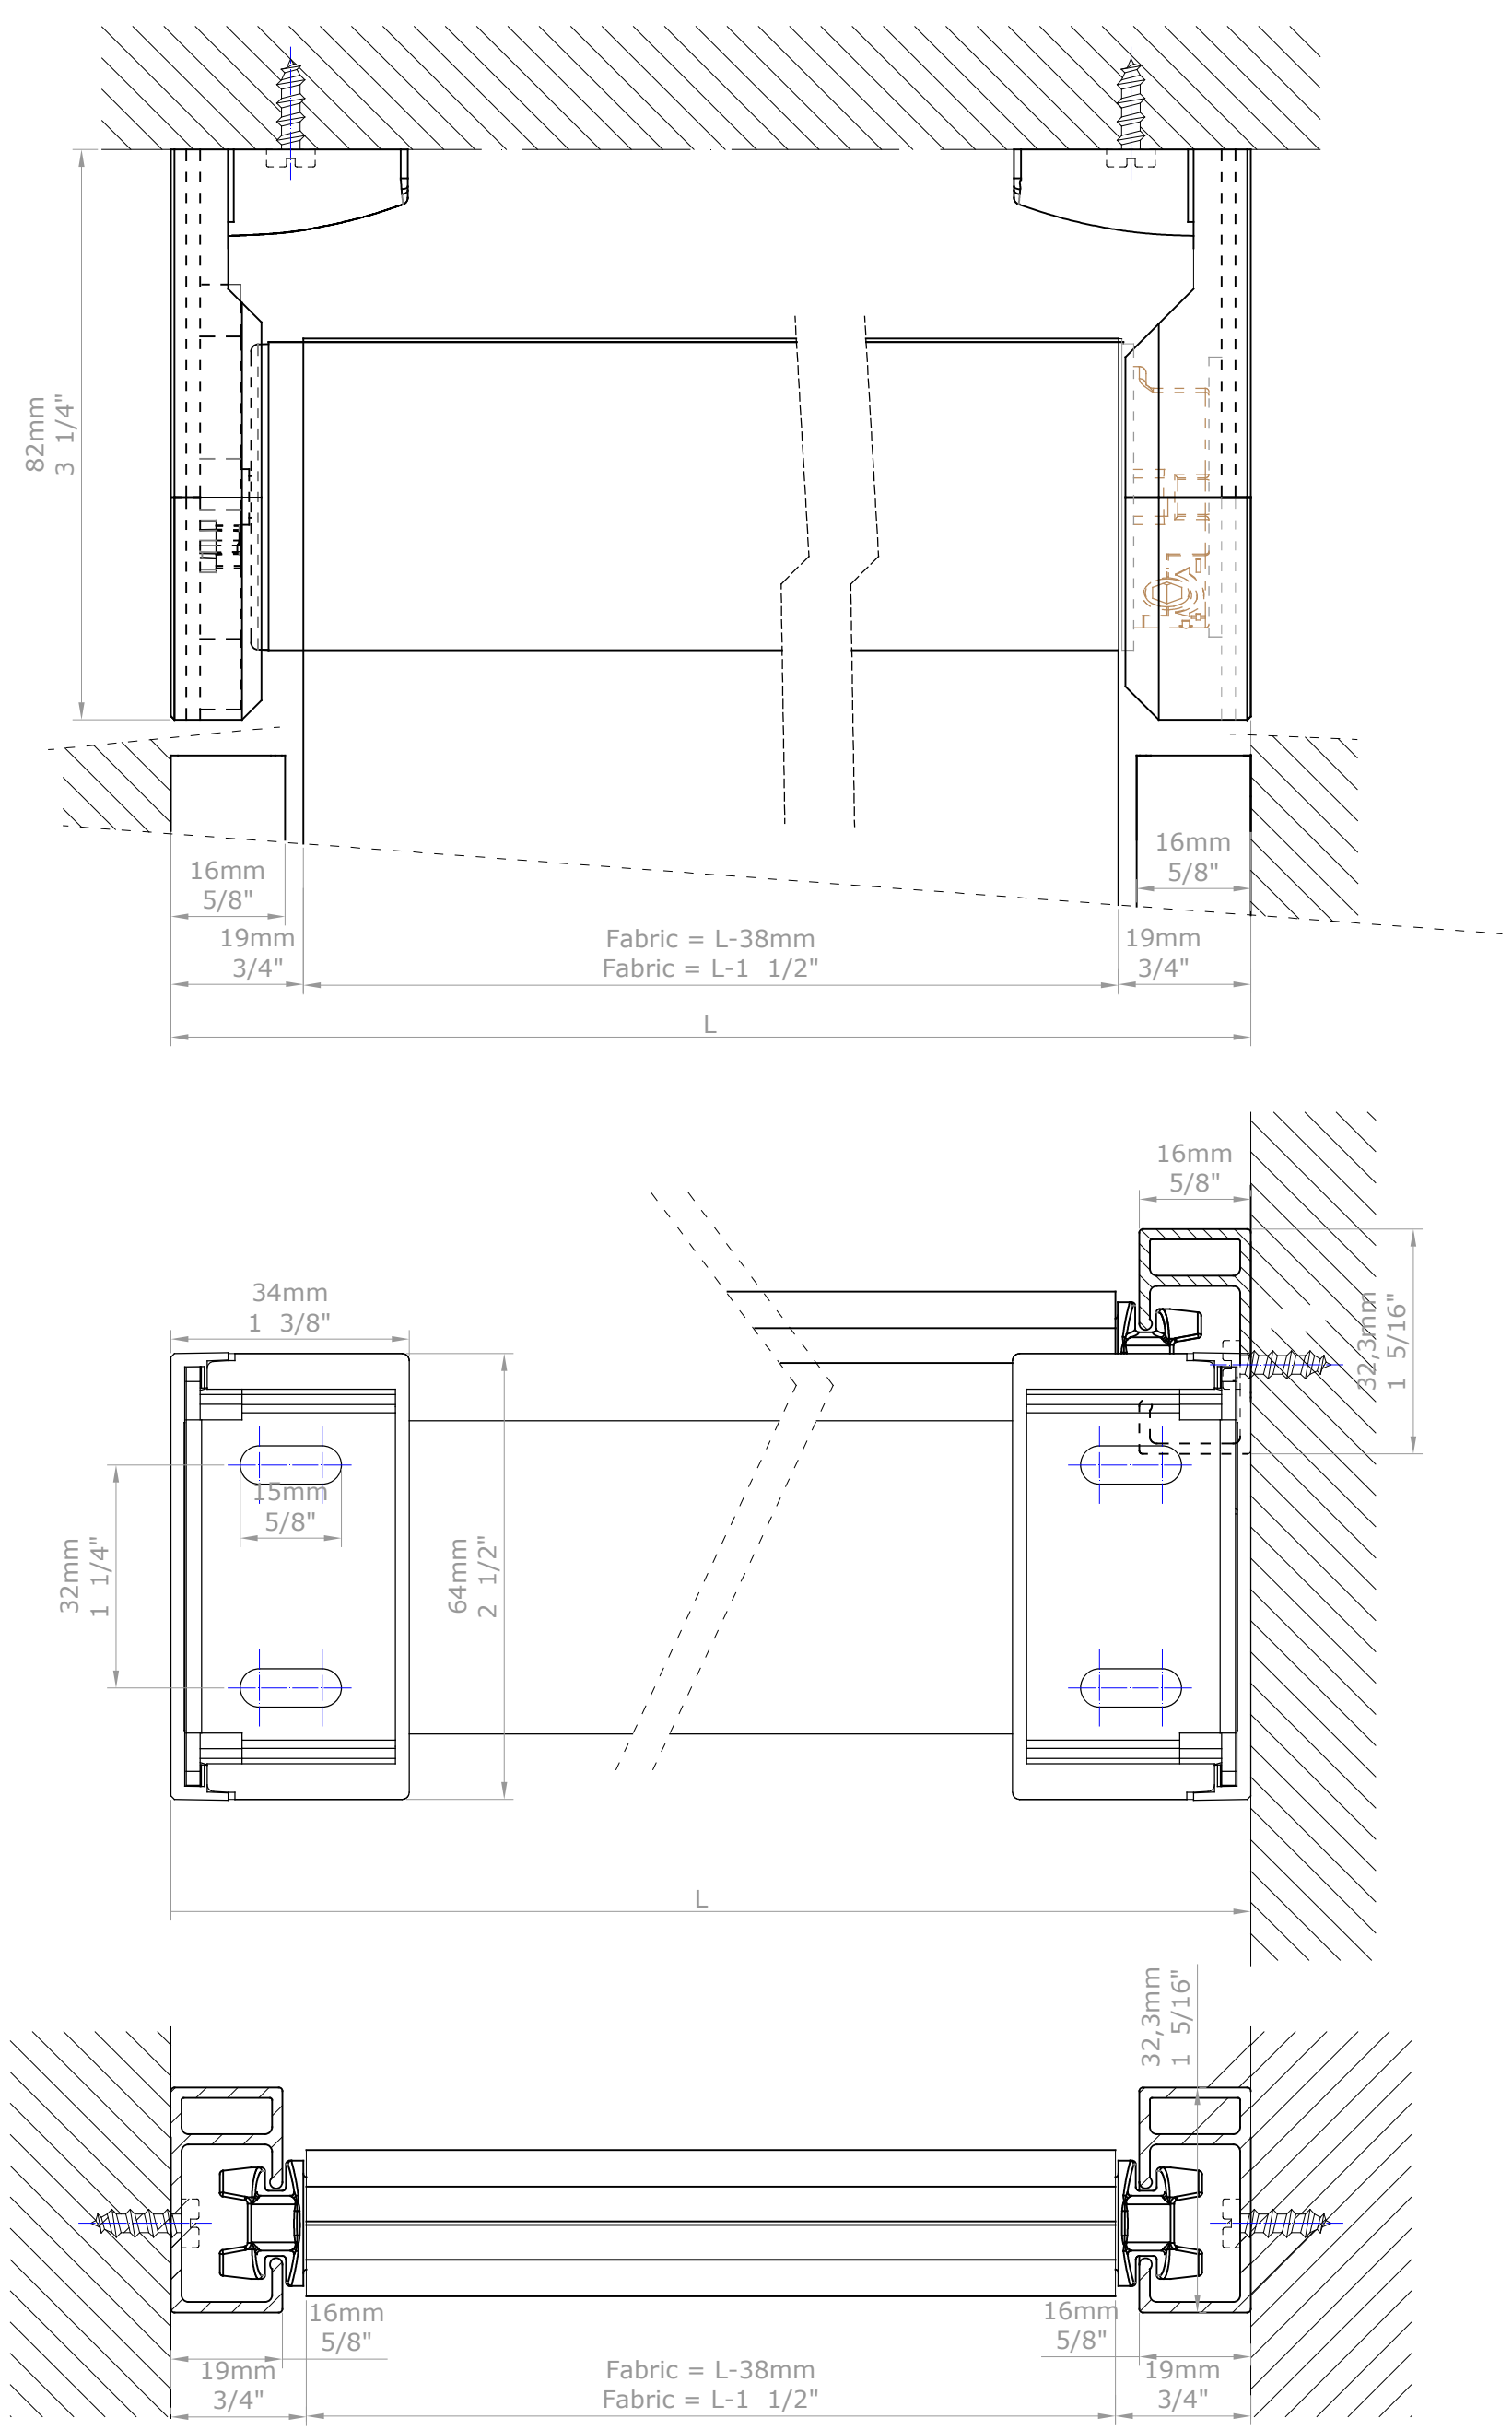 82mm
3 1/4"
16mm
5/8"
16mm
5/8"
19mm
3/4"
Fabric = L-38mm
Fabric = L-1 1/2"
19mm
3/4"
L
16mm
5/8"
34mm
1 3/8"
32,3mm
1 5/16"
15mm
5/8"
32mm
1 1/4"
64mm
2 1/2"
L
32,3mm
1 5/16"
16mm
5/8"
16mm
5/8"
19mm
3/4"
Fabric = L-38mm
Fabric = L-1 1/2"
19mm
3/4"